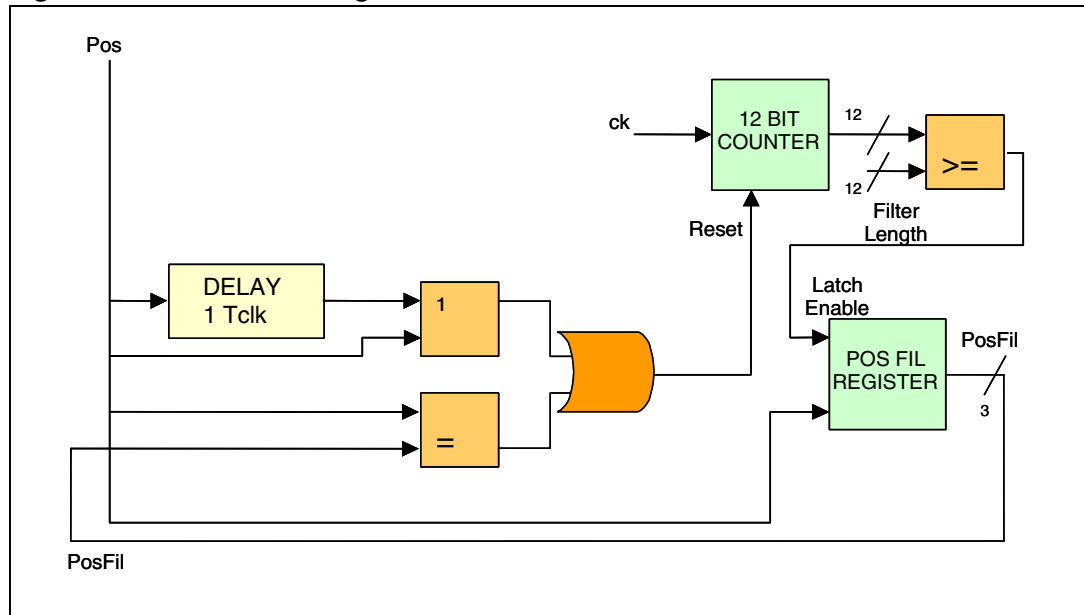 Pos
ck
12 BIT
COUNTER
12
12
>=
Filter
Length
Reset
DELAY
1 Tclk
1
Latch
Enable
POS FIL
REGISTER
PosFil
3
=
PosFil